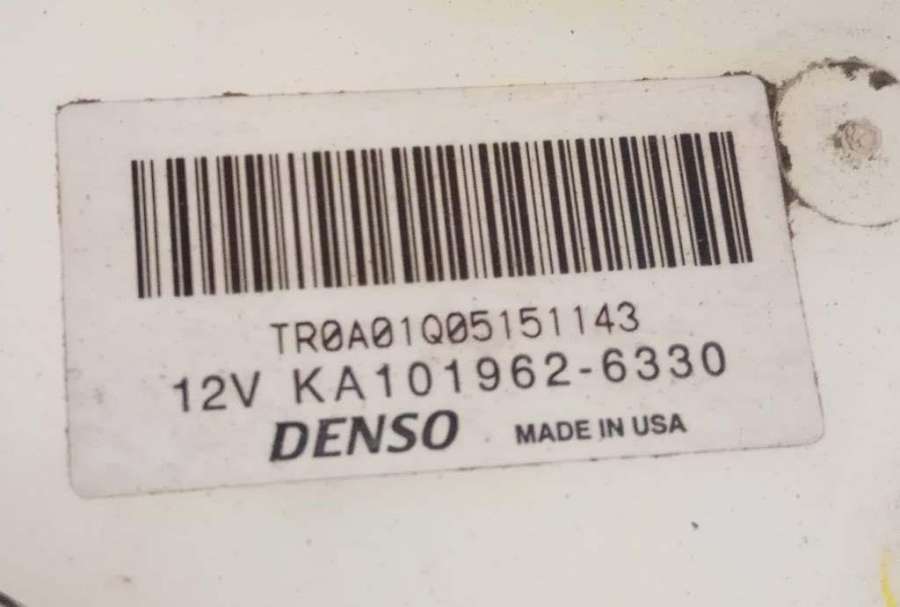 TR0A01Q05151143
12V KA101962-6330
DENSO MADE IN USA